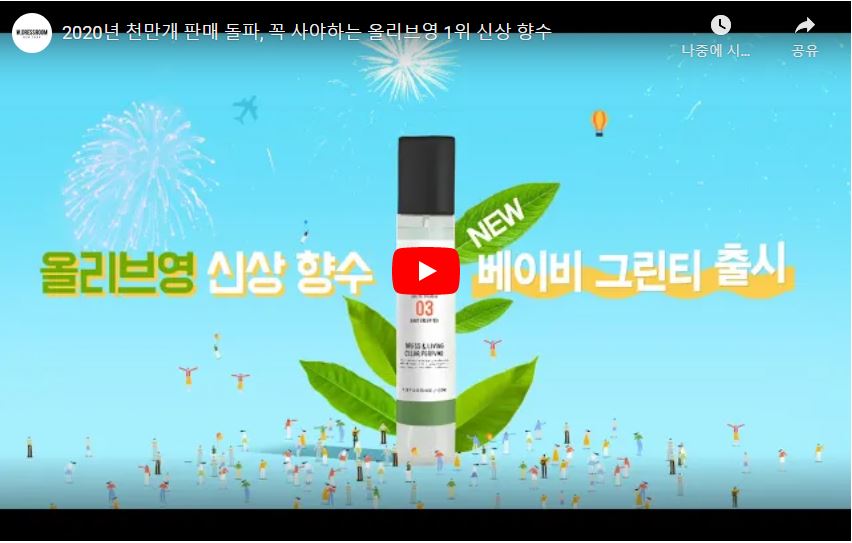 W.DRESSROOM
NEW YORK
2020년 천만개 판매 돌파, 꼭 사야하는 올리브영 1위 신상 향수
나중에 시...
공유
NEW
올리브영 신상 향수
베이비 그린티 출시
03
DRESS & LIVING
CLEAR PERFUME